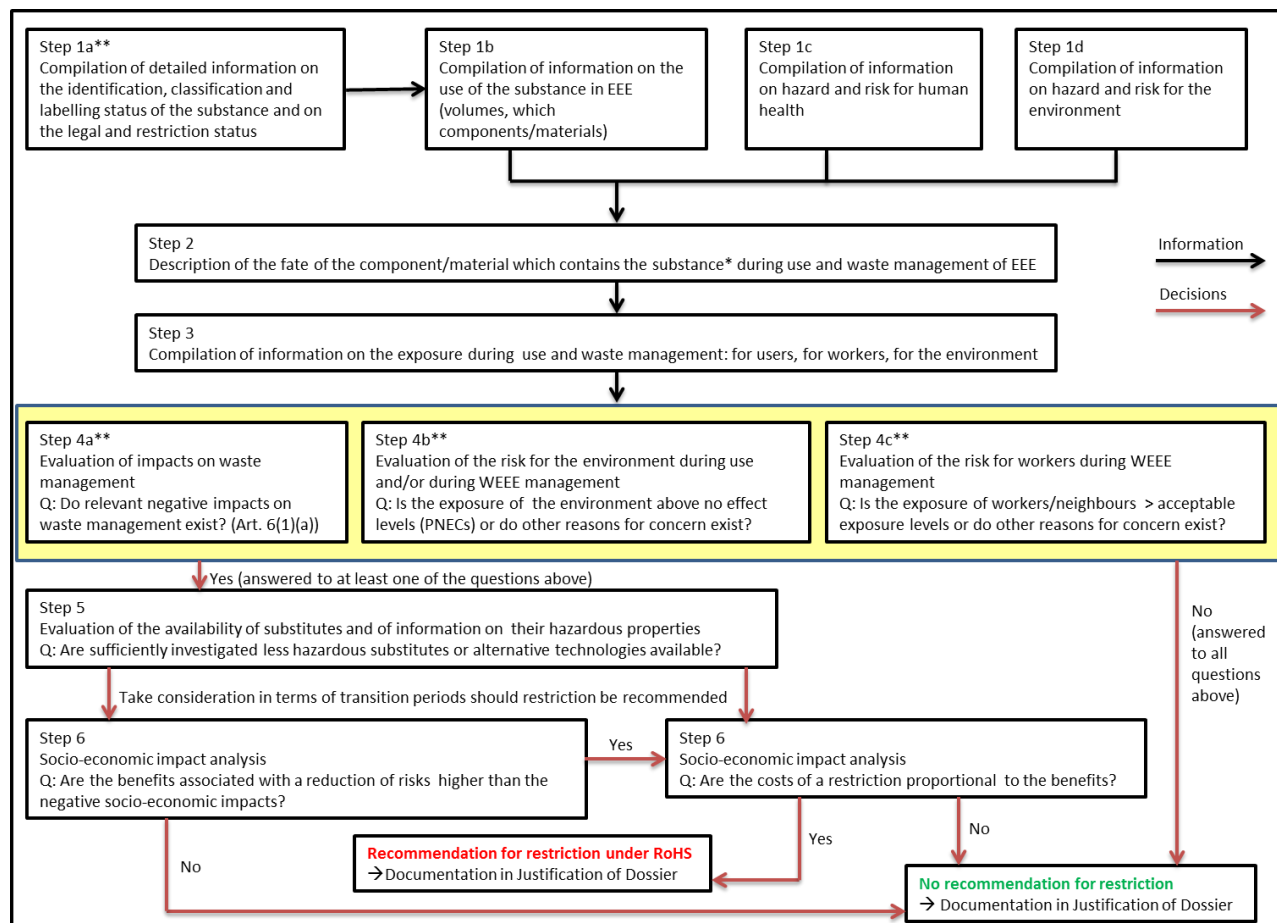 Step 1a**
Compilation of detailed information on
the identification, classification and
labelling status of the substance and on
the legal and restriction status
Step 1b
Compilation of information on the
use of the substance in EEE
(volumes, which
components/materials)
Step 1c
Compilation of information
on hazard and risk for human
health
Step 1d
Compilation of information
on hazard and risk for the
environment
Step 2
Description of the fate of the component/material which contains the substance* during use and waste management of EEE
Information
Decisions
Step 3
Compilation of information on the exposure during use and waste management: for users, for workers, for the environment
Step 4a**
Evaluation of impacts on waste
management
Q: Do relevant negative impacts on
waste management exist? (Art. 6(1)(a))
Step 4b**
Evaluation of the risk for the environment during use
and/or during WEEE management
Q: Is the exposure of the environment above no effect
levels (PNECs) or do other reasons for concern exist?
Step 4c**
Evaluation of the risk for workers during WEEE
management
Q: Is the exposure of workers/neighbours > acceptable
exposure levels or do other reasons for concern exist?
Yes (answered to at least one of the questions above)
No
(answered
to all
questions
above)
Step 5
Evaluation of the availability of substitutes and of information on their hazardous properties
Q: Are sufficiently investigated less hazardous substitutes or alternative technologies available?
Take consideration in terms of transition periods should restriction be recommended
Step 6
Socio-economic impact analysis
Q: Are the benefits associated with a reduction of risks higher than the
negative socio-economic impacts?
Yes
Step 6
Socio-economic impact analysis
Q: Are the costs of a restriction proportional to the benefits?
No
Yes
No
Recommendation for restriction under RoHS
→Documentation in Justification of Dossier
No recommendation for restriction
→ Documentation in Justification of Dossier